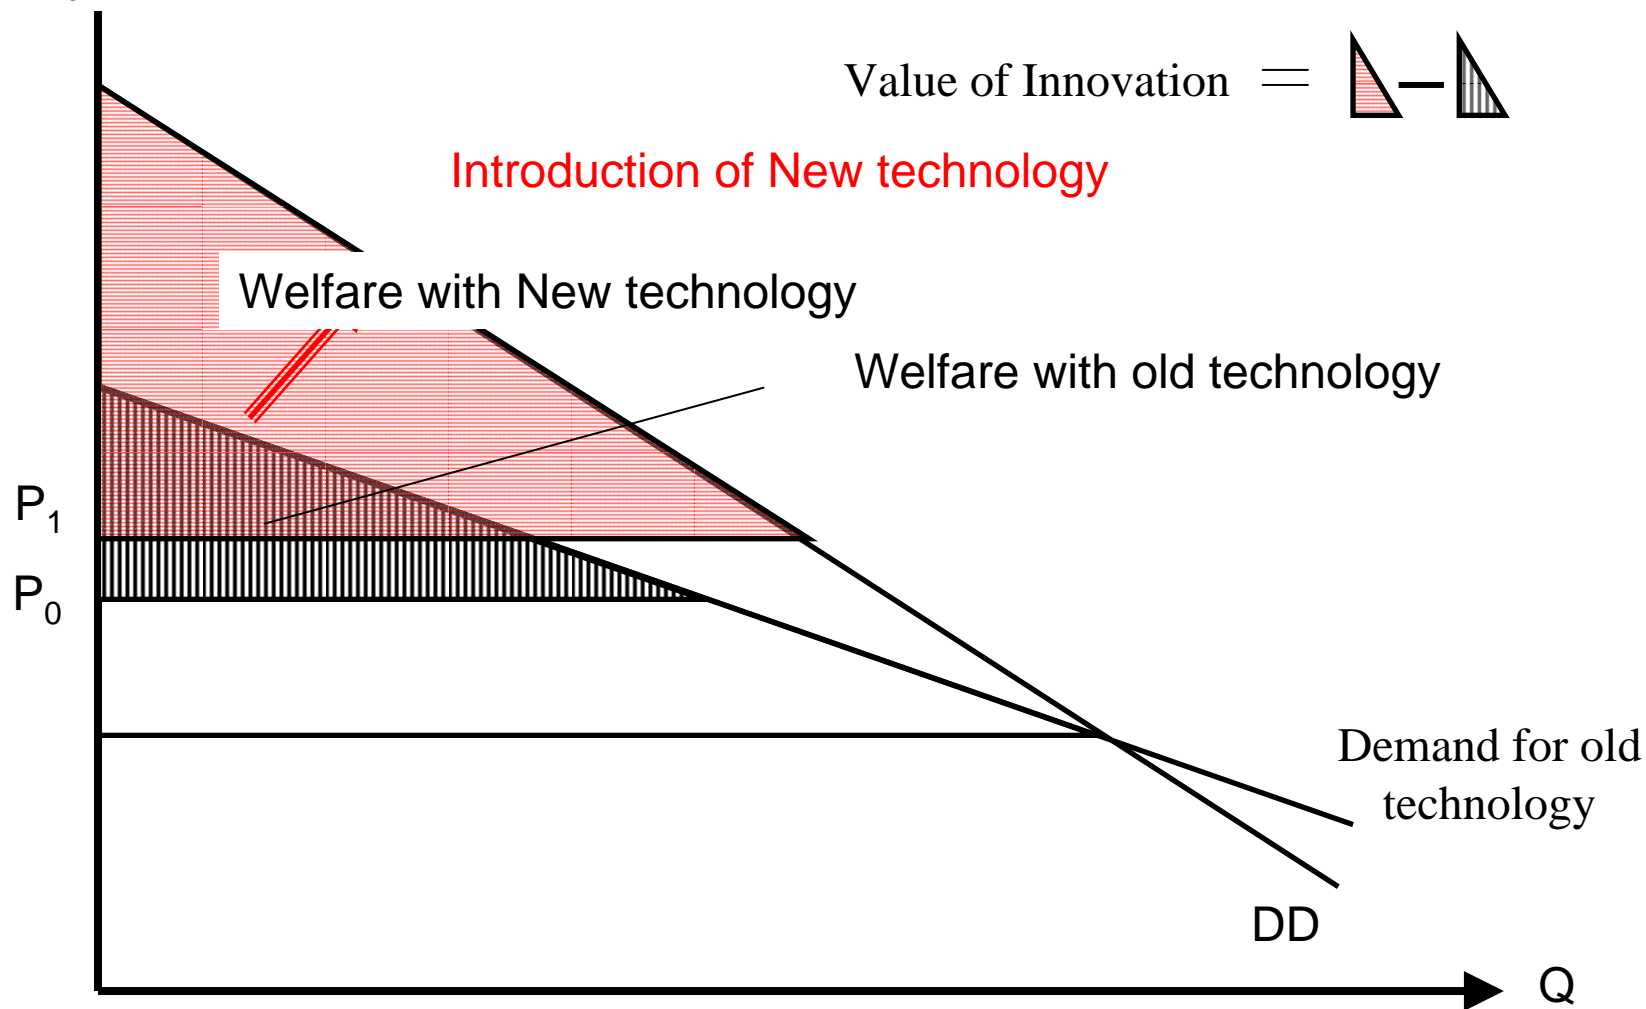 Value of Innovation =
Introduction of New technology
Welfare with New technology
Welfare with old technology
P₁
P₀
Demand for old
technology
DD
Q